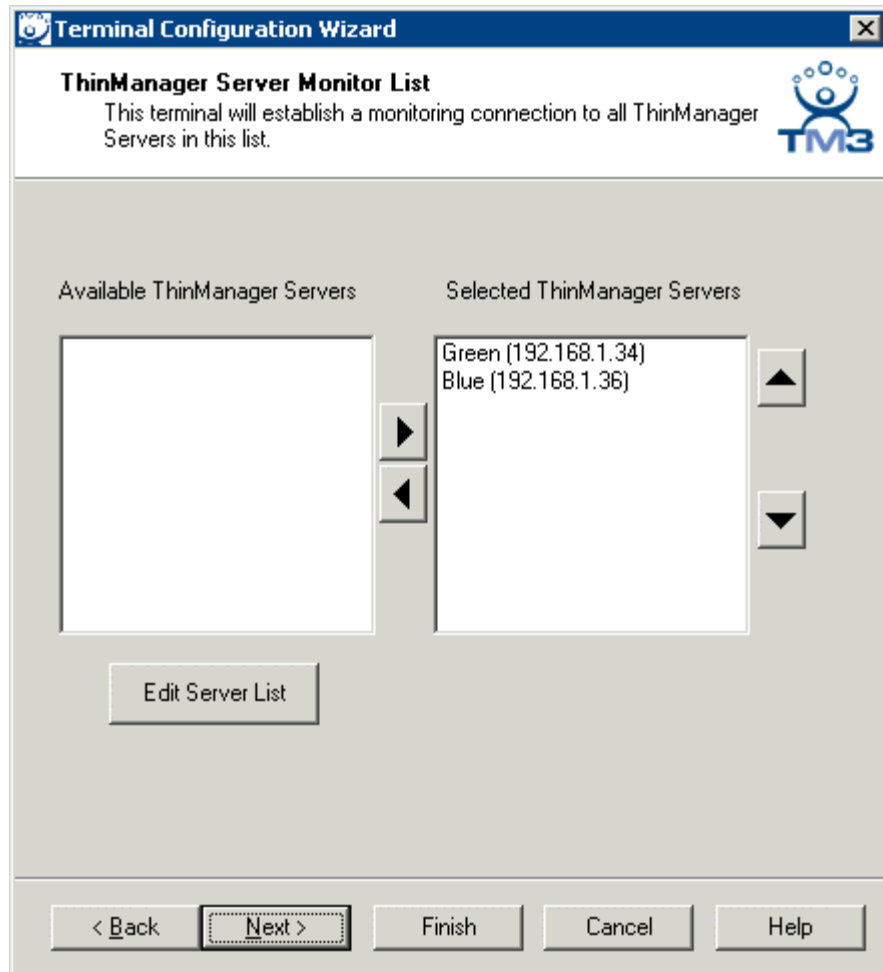 Terminal Configuration Wizard
ThinManager Server Monitor List
This terminal will establish a monitoring connection to all ThinManager
Servers in this list.
TM3
Available ThinManager Servers
Selected ThinManager Servers
Green (192.168.1.34)
Blue (192.168.1.36)
Edit Server List
< Back
Next >
Finish
Cancel
Help